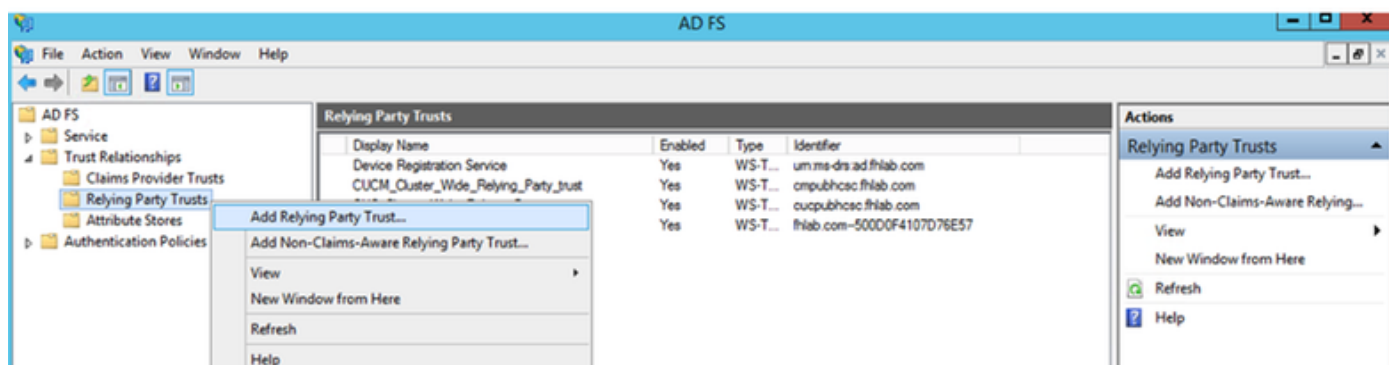 AD FS
File Action View Window Help
AD FS
Service
Trust Relationships
Claims Provider Trusts
Relying Party Trusts
Attribute Stores
Authentication Policies
Relying Party Trusts
Display Name Enabled Type Identifier
Device Registration Service Yes WS-T... urn:ms-drs:ad.fhlab.com
CUCM_Cluster_Wide_Relying_Party_trust Yes WS-T... cmpubhcsc.fhlab.com
Yes WS-T... cucpubhcsc.fhlab.com
Yes WS-T... fhlab.com-500D0F4107D76E57
Add Relying Party Trust...
Add Non-Claims-Aware Relying Party Trust...
View
New Window from Here
Refresh
Help
Actions
Relying Party Trusts
Add Relying Party Trust...
Add Non-Claims-Aware Relying...
View
New Window from Here
Refresh
Help